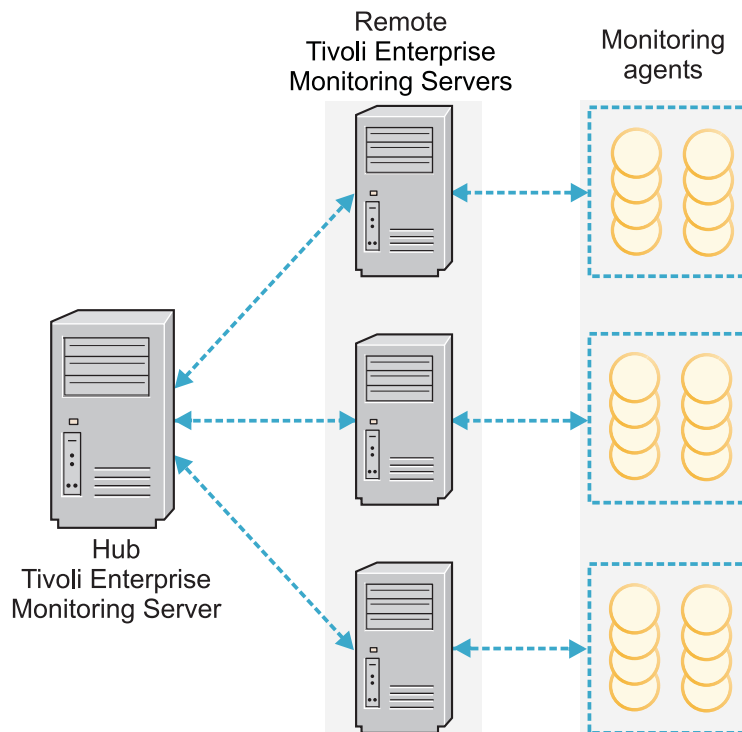 Remote
Tivoli Enterprise
Monitoring Servers
Monitoring
agents
Hub
Tivoli Enterprise
Monitoring Server